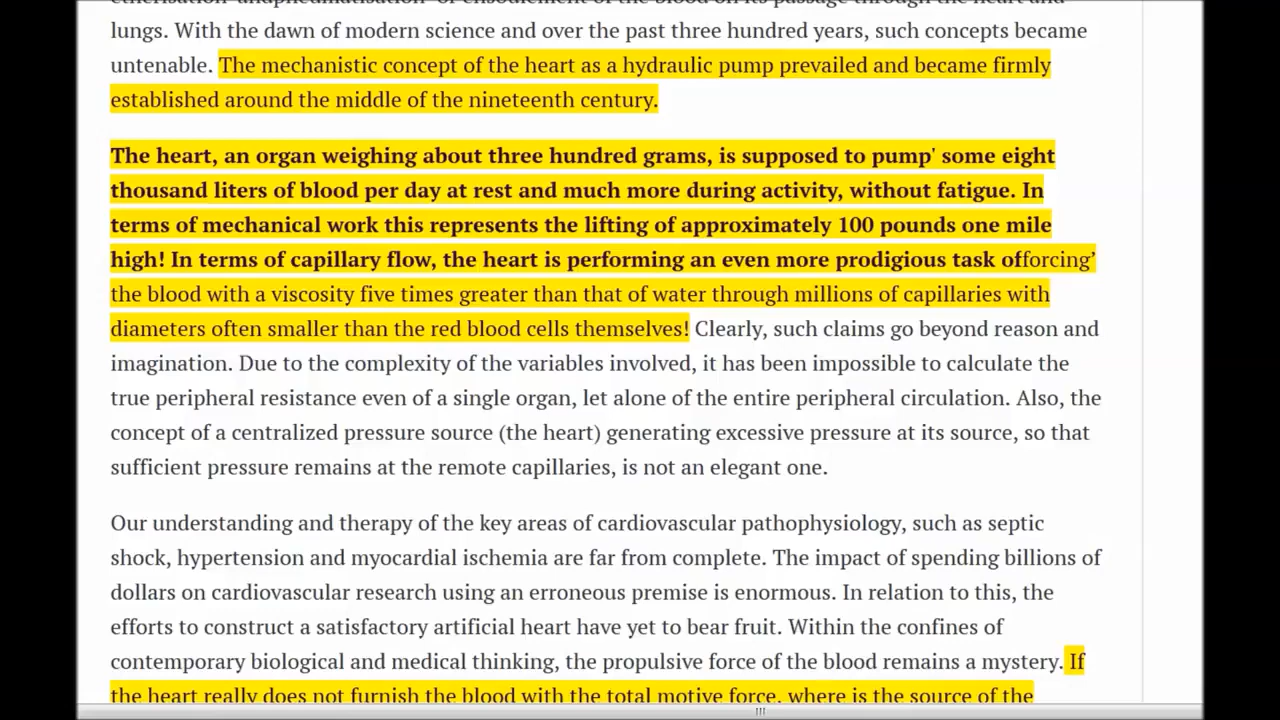 etherisation' andpneumatisation' or ensoulement of the blood on its passage through the heart and
lungs. With the dawn of modern science and over the past three hundred years, such concepts became
untenable. The mechanistic concept of the heart as a hydraulic pump prevailed and became firmly
established around the middle of the nineteenth century.
The heart, an organ weighing about three hundred grams, is supposed to pump' some eight
thousand liters of blood per day at rest and much more during activity, without fatigue. In
terms of mechanical work this represents the lifting of approximately 100 pounds one mile
high! In terms of capillary flow, the heart is performing an even more prodigious task offorcing’
the blood with a viscosity five times greater than that of water through millions of capillaries with
diameters often smaller than the red blood cells themselves! Clearly, such claims go beyond reason and
imagination. Due to the complexity of the variables involved, it has been impossible to calculate the
true peripheral resistance even of a single organ, let alone of the entire peripheral circulation. Also, the
concept of a centralized pressure source (the heart) generating excessive pressure at its source, so that
sufficient pressure remains at the remote capillaries, is not an elegant one.
Our understanding and therapy of the key areas of cardiovascular pathophysiology, such as septic
shock, hypertension and myocardial ischemia are far from complete. The impact of spending billions of
dollars on cardiovascular research using an erroneous premise is enormous. In relation to this, the
efforts to construct a satisfactory artificial heart have yet to bear fruit. Within the confines of
contemporary biological and medical thinking, the propulsive force of the blood remains a mystery. If
the heart really does not furnish the blood with the total motive force, where is the source of the